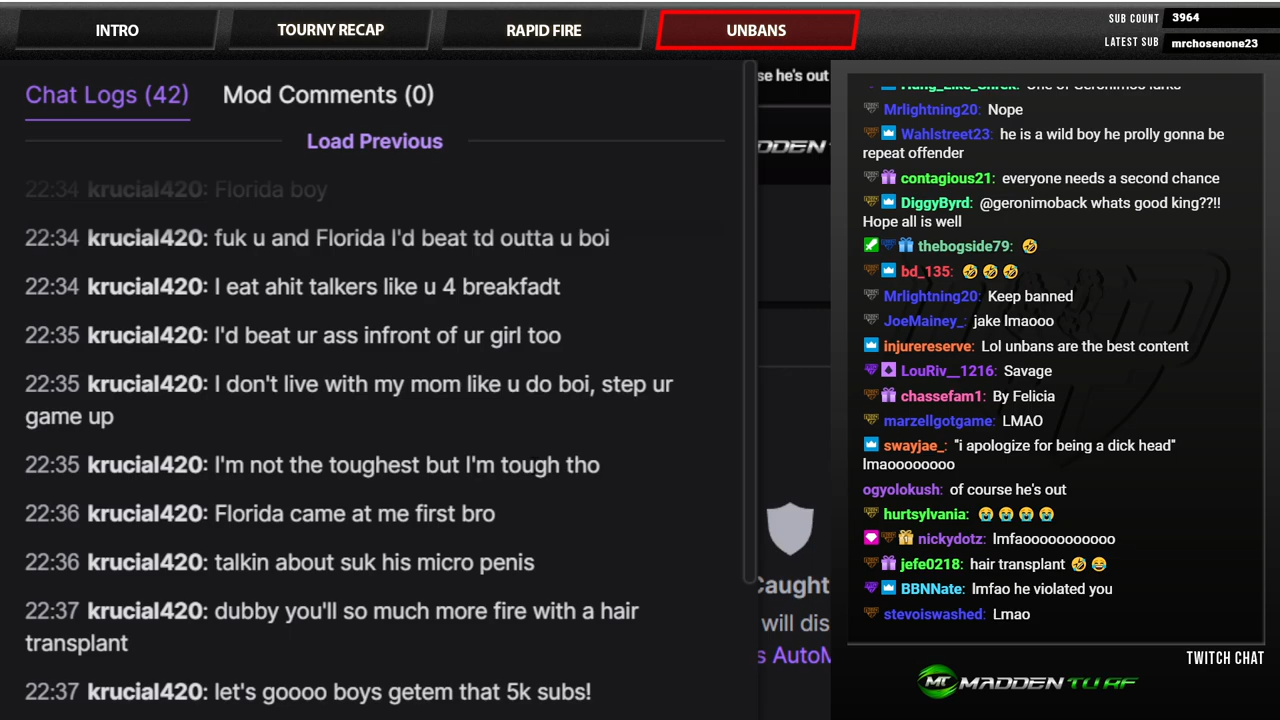 INTRO
TOURNY RECAP
RAPID FIRE
UNBANS
SUB COUNT 3964
LATEST SUB mrchosenone23
Chat Logs (42) Mod Comments (0)
Load Previous
22:34 krucial420: Florida boy
22:34 krucial420: fuk u and Florida I'd beat td outta u boi
22:34 krucial420: I eat ahit talkers like u 4 breakfadt
22:35 krucial420: I'd beat ur ass infront of ur girl too
22:35 krucial420: I don't live with my mom like u do boi, step ur
game up
22:35 krucial420: I'm not the toughest but I'm tough tho
22:36 krucial420: Florida came at me first bro
22:36 krucial420: talkin about suk his micro penis
22:37 krucial420: dubby you'll so much more fire with a hair
transplant
22:37 krucial420: let's goooo boys getem that 5k subs!
se he's out
DDEN
Caught
will dis
s AutoM
Mrlightning20: Nope
Wahlstreet23: he is a wild boy he prolly gonna be
repeat offender
contagious21: everyone needs a second chance
DiggyByrd: @geronimoback whats good king??!!
Hope all is well
thebogside79: 🤣
bd_135: 🤣🤣🤣
Mrlightning20: Keep banned
JoeMainey_: jake lmaooo
injurereserve: Lol unbans are the best content
LouRiv__1216: Savage
chassefam1: By Felicia
marzellgotgame: LMAO
swayjae_: "i apologize for being a dick head"
lmaoooooooo
ogyolokush: of course he's out
hurtsylvania: 😭😭😭😭
nickydotz: lmfaooooooooooo
jefe0218: hair transplant 🤣😂
BBNNate: lmfao he violated you
stevoiswashed: Lmao
TWITCH CHAT
MT MADDEN TURF